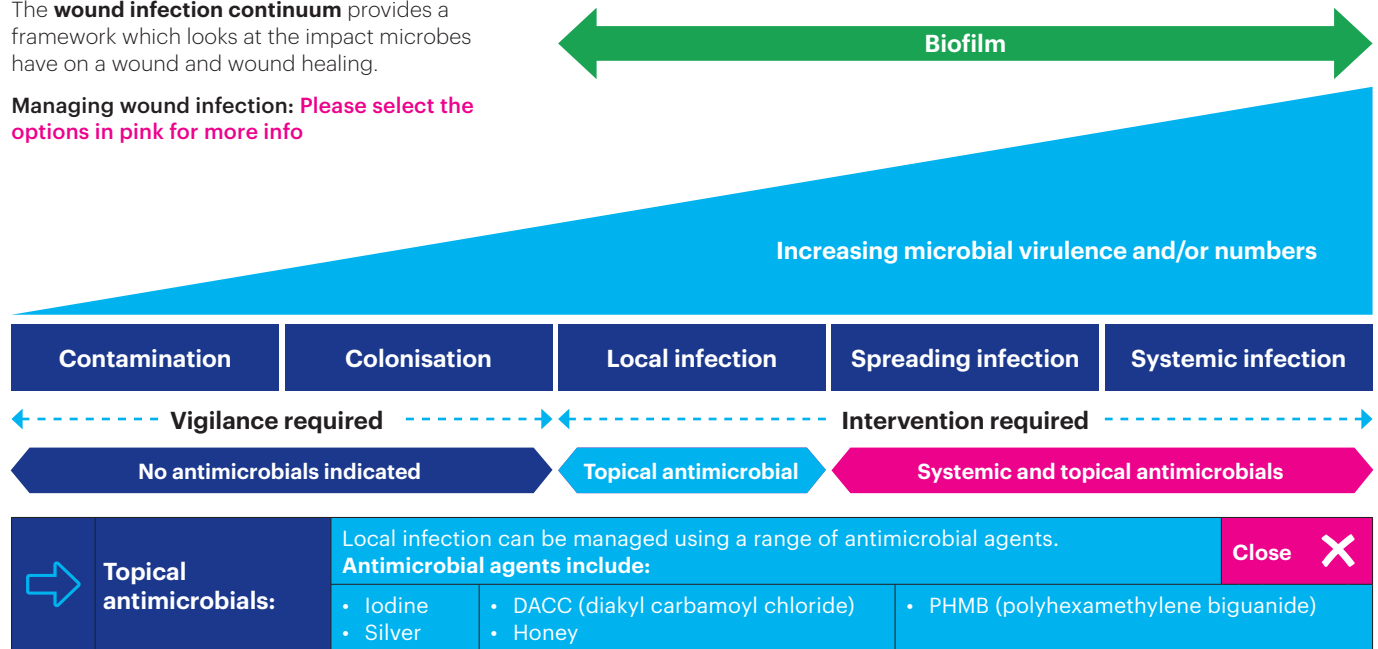 The wound infection continuum provides a
framework which looks at the impact microbes
have on a wound and wound healing.
Managing wound infection: Please select the
options in pink for more info
Biofilm
Increasing microbial virulence and/or numbers
Contamination
Colonisation
Local infection
Spreading infection
Systemic infection
Vigilance required
Intervention required
No antimicrobials indicated
Topical antimicrobial
Systemic and topical antimicrobials
Topical
antimicrobials:
Local infection can be managed using a range of antimicrobial agents.
Antimicrobial agents include:
Close
• Iodine
• Silver
• DACC (diakyl carbamoyl chloride)
• Honey
• PHMB (polyhexamethylene biguanide)